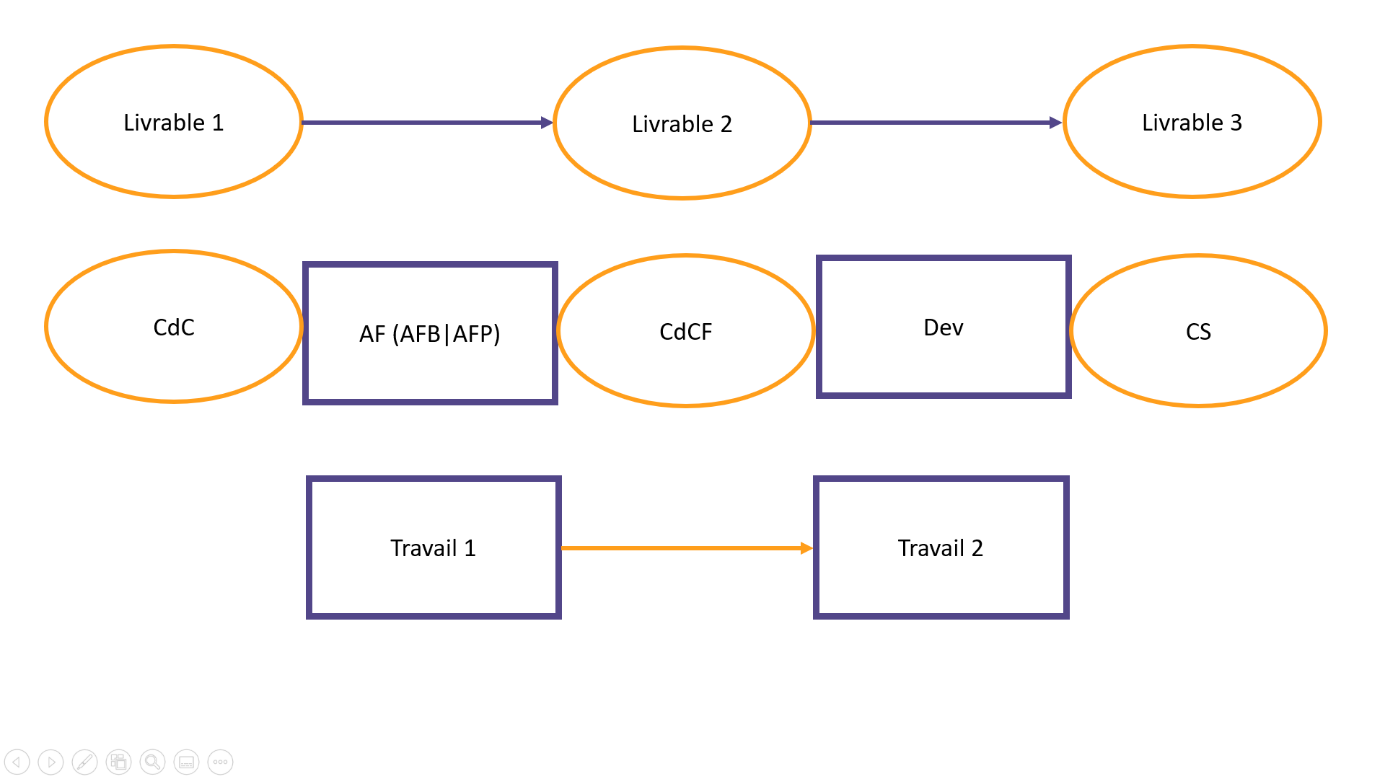 Livrable 1
Livrable 2
Livrable 3
CdC
AF (AFB|AFP)
CdCF
Dev
CS
Travail 1
Travail 2